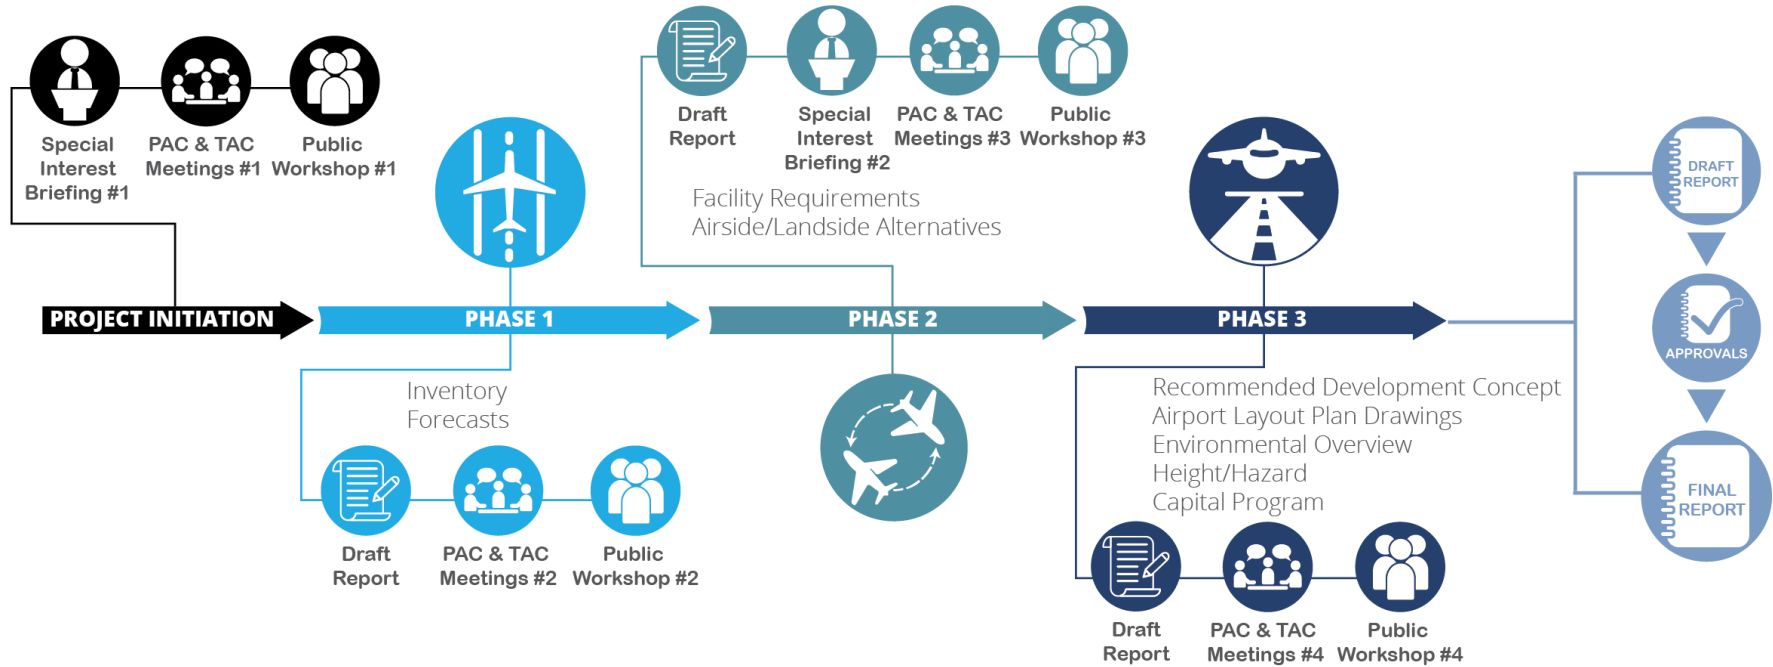 Special
Interest
Briefing #1
PAC & TAC
Meetings #1
Public
Workshop #1
PROJECT INITIATION
PHASE 1
Inventory
Forecasts
Draft
Report
PAC & TAC
Meetings #2
Public
Workshop #2
Draft
Report
Special
Interest
Briefing #2
PAC & TAC
Meetings #3
Public
Workshop #3
Facility Requirements
Airside/Landside Alternatives
PHASE 2
PHASE 3
Recommended Development Concept
Airport Layout Plan Drawings
Environmental Overview
Height/Hazard
Capital Program
Draft
Report
PAC & TAC
Meetings #4
Public
Workshop #4
DRAFT
REPORT
APPROVALS
FINAL
REPORT